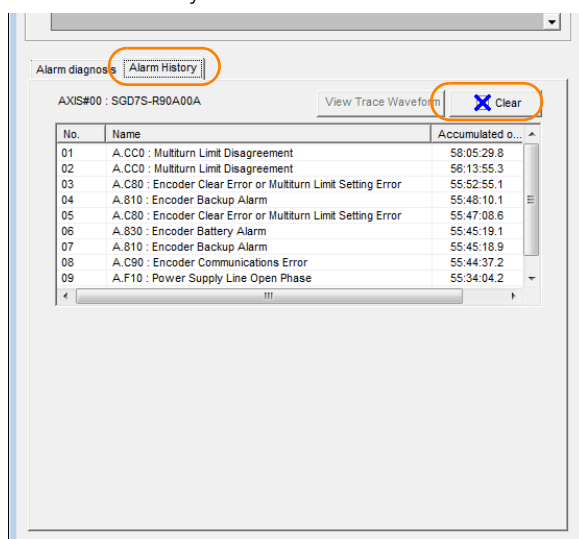 Alarm diagnosis Alarm History
AXIS#00 : SGD7S-R90A00A View Trace Waveform Clear
No. Name Accumulated o...
01 A.CC0 : Multiturn Limit Disagreement 58:05:29.8
02 A.CC0 : Multiturn Limit Disagreement 56:13:55.3
03 A.C80 : Encoder Clear Error or Multiturn Limit Setting Error 55:52:55.1
04 A.810 : Encoder Backup Alarm 55:48:10.1
05 A.C80 : Encoder Clear Error or Multiturn Limit Setting Error 55:47:08.6
06 A.830 : Encoder Battery Alarm 55:45:19.1
07 A.810 : Encoder Backup Alarm 55:45:18.9
08 A.C90 : Encoder Communications Error 55:44:37.2
09 A.F10 : Power Supply Line Open Phase 55:34:04.2